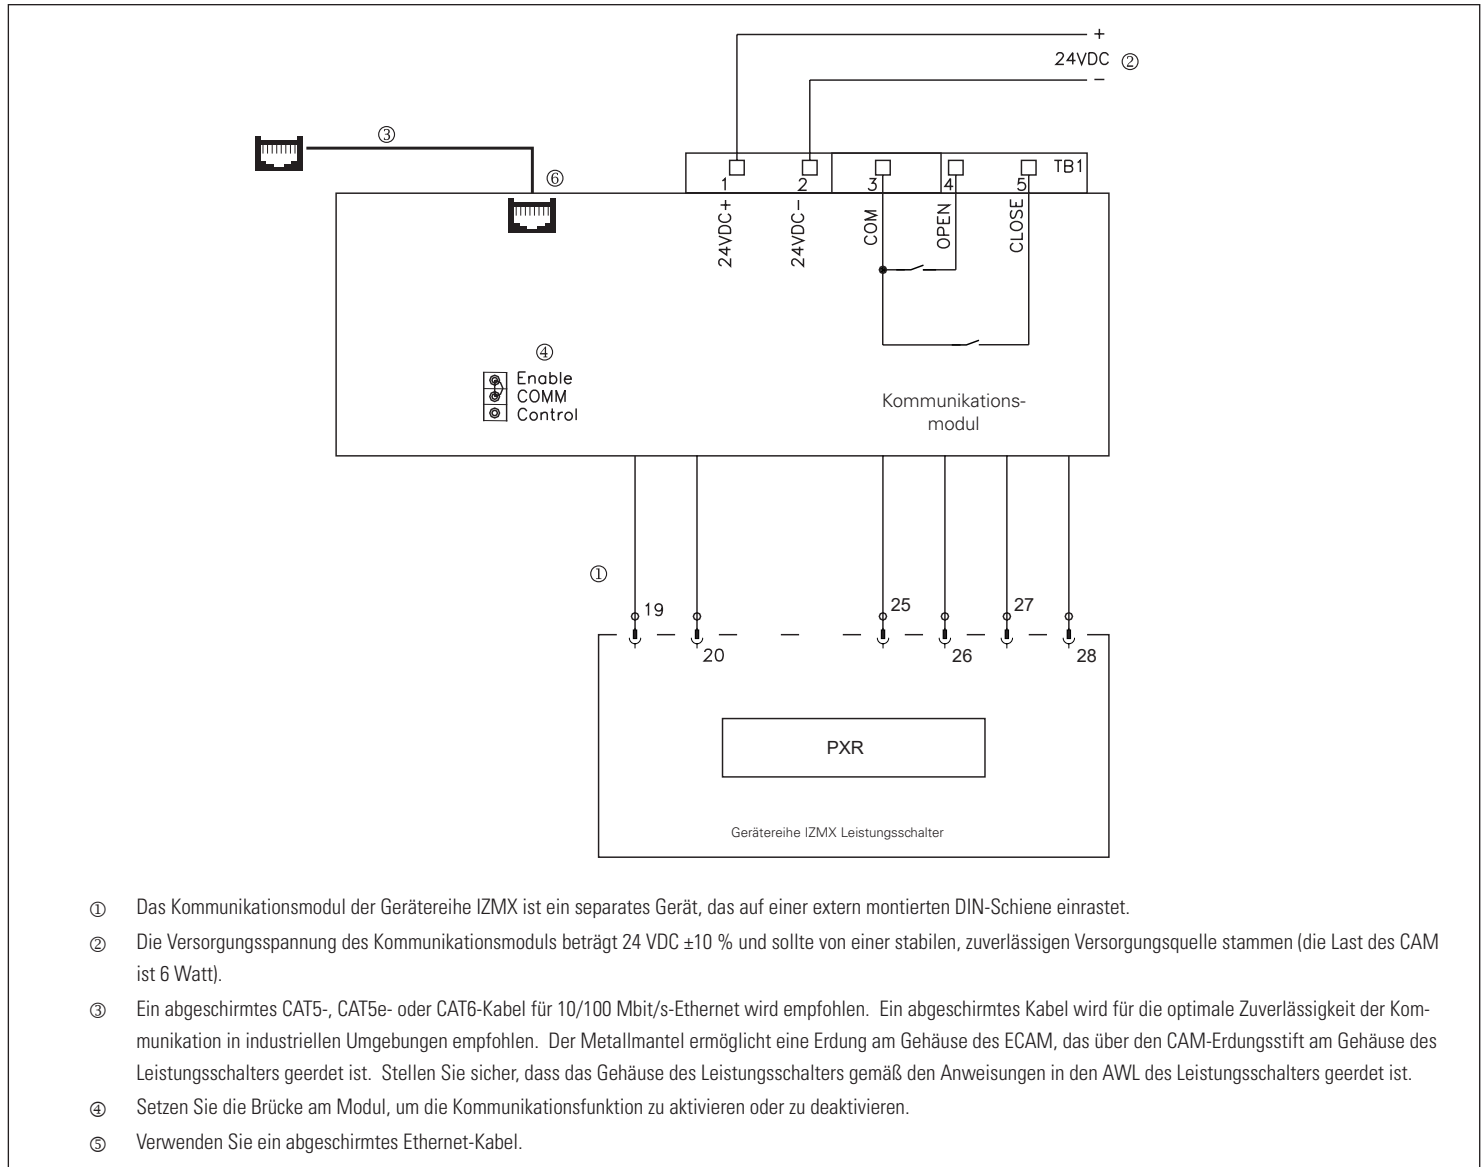 +
24VDC ②
−
③
⑥
TB1
1
2
3
4
5
24VDC+
24VDC−
COM
OPEN
CLOSE
④
Enable
COMM
Control
Kommunikations-
modul
①
19
25
27
20
26
28
PXR
Gerätereihe IZMX Leistungsschalter
① Das Kommunikationsmodul der Gerätereihe IZMX ist ein separates Gerät, das auf einer extern montierten DIN-Schiene einrastet.
② Die Versorgungsspannung des Kommunikationsmoduls beträgt 24 VDC ±10 % und sollte von einer stabilen, zuverlässigen Versorgungsquelle stammen (die Last des CAM
ist 6 Watt).
③ Ein abgeschirmtes CAT5-, CAT5e- oder CAT6-Kabel für 10/100 Mbit/s-Ethernet wird empfohlen. Ein abgeschirmtes Kabel wird für die optimale Zuverlässigkeit der Kom-
munikation in industriellen Umgebungen empfohlen. Der Metallmantel ermöglicht eine Erdung am Gehäuse des ECAM, das über den CAM-Erdungsstift am Gehäuse des
Leistungsschalters geerdet ist. Stellen Sie sicher, dass das Gehäuse des Leistungsschalters gemäß den Anweisungen in den AWL des Leistungsschalters geerdet ist.
④ Setzen Sie die Brücke am Modul, um die Kommunikationsfunktion zu aktivieren oder zu deaktivieren.
⑤ Verwenden Sie ein abgeschirmtes Ethernet-Kabel.